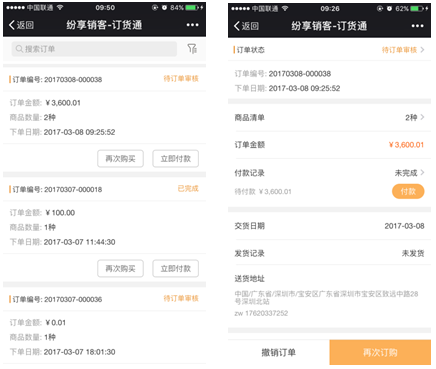 中国联通 09:50 84%
返回 纷享销客-订货通
搜索订单
订单编号: 20170308-000038 待订单审核
订单金额: ￥3,600.01
商品数量: 2种
下单日期: 2017-03-08 09:25:52
再次购买 立即付款
订单编号: 20170307-000018 已完成
订单金额: ￥100.00
商品数量: 1种
下单日期: 2017-03-07 11:44:30
再次购买 立即付款
订单编号: 20170307-000036 待订单审核
订单金额: ￥0.01
商品数量: 1种
下单日期: 2017-03-07 18:01:30
中国联通 09:26 62%
返回 纷享销客-订货通
订单状态 待订单审核
订单编号: 20170308-000038
下单日期: 2017-03-08 09:25:52
商品清单 2种
订单金额 ￥3,600.01
付款记录 未完成
待付款 ￥3,600.01 付款
交货日期 2017-03-08
发货记录 未发货
送货地址
中国/广东省/深圳市/宝安区广东省深圳市宝安区致远中路28
号深圳北站
zw 17620337252
撤销订单 再次订购